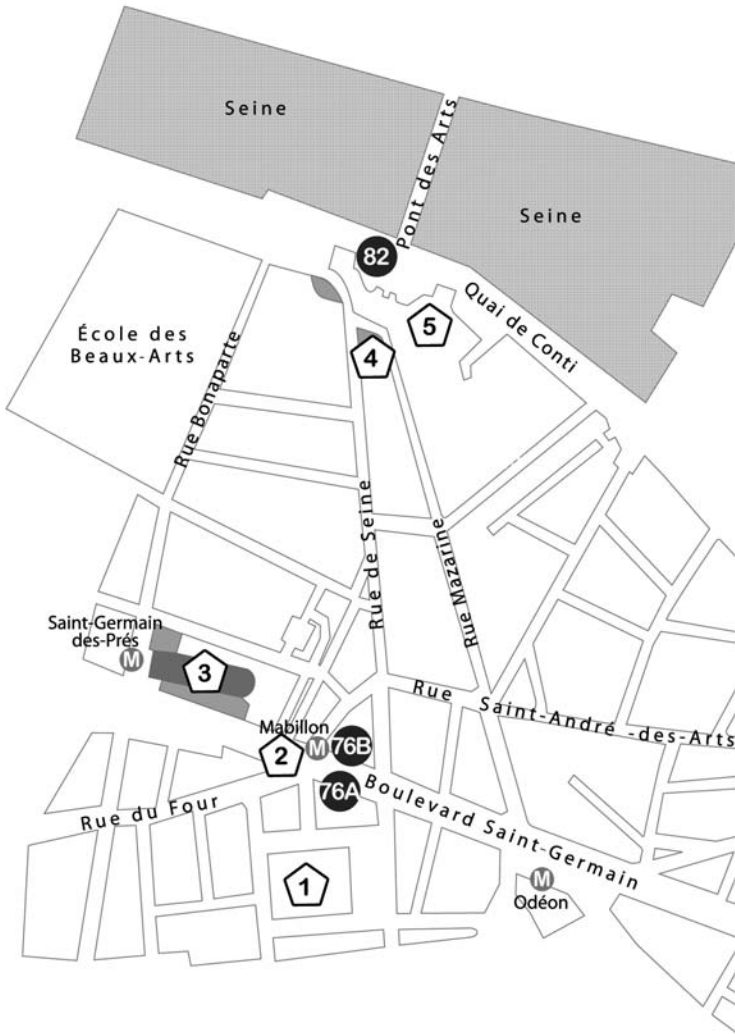 Seine
Pont des Arts
Seine
82
Quai de Conti
5
École des
Beaux-Arts
4
Rue Bonaparte
Rue de Seine
Rue Mazarine
Saint-Germain
des-Prés
M
3
Rue Saint-André -des-Arts
Mabillon
M
2
76B
76A
Boulevard Saint-Germain
Rue du Four
1
M
Odéon